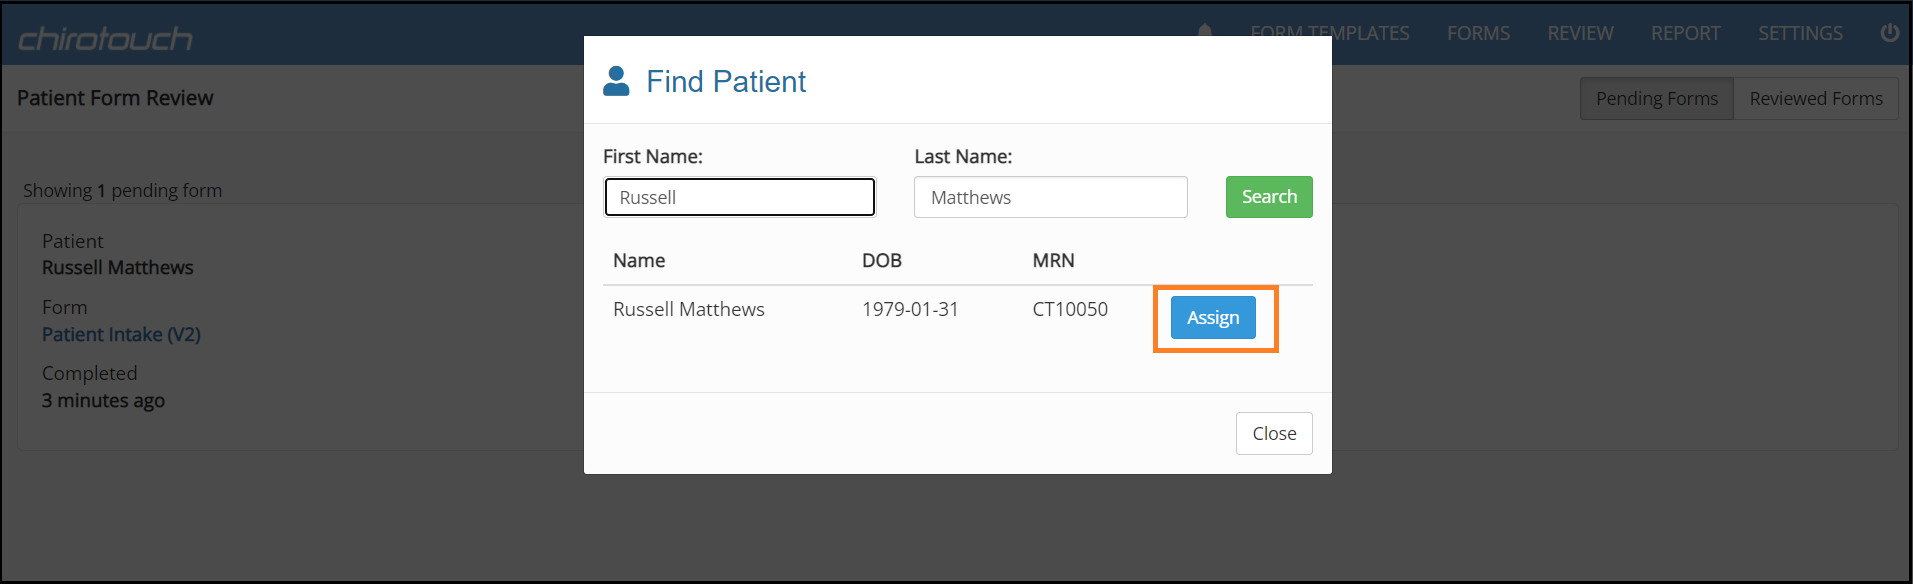 chirotouch
FORM TEMPLATES FORMS REVIEW REPORT SETTINGS
Patient Form Review
Pending Forms Reviewed Forms
Showing 1 pending form
Patient
Russell Matthews
Form
Patient Intake (V2)
Completed
3 minutes ago
Find Patient
First Name: Last Name:
Russell Matthews Search
Name DOB MRN
Russell Matthews 1979-01-31 CT10050 Assign
Close